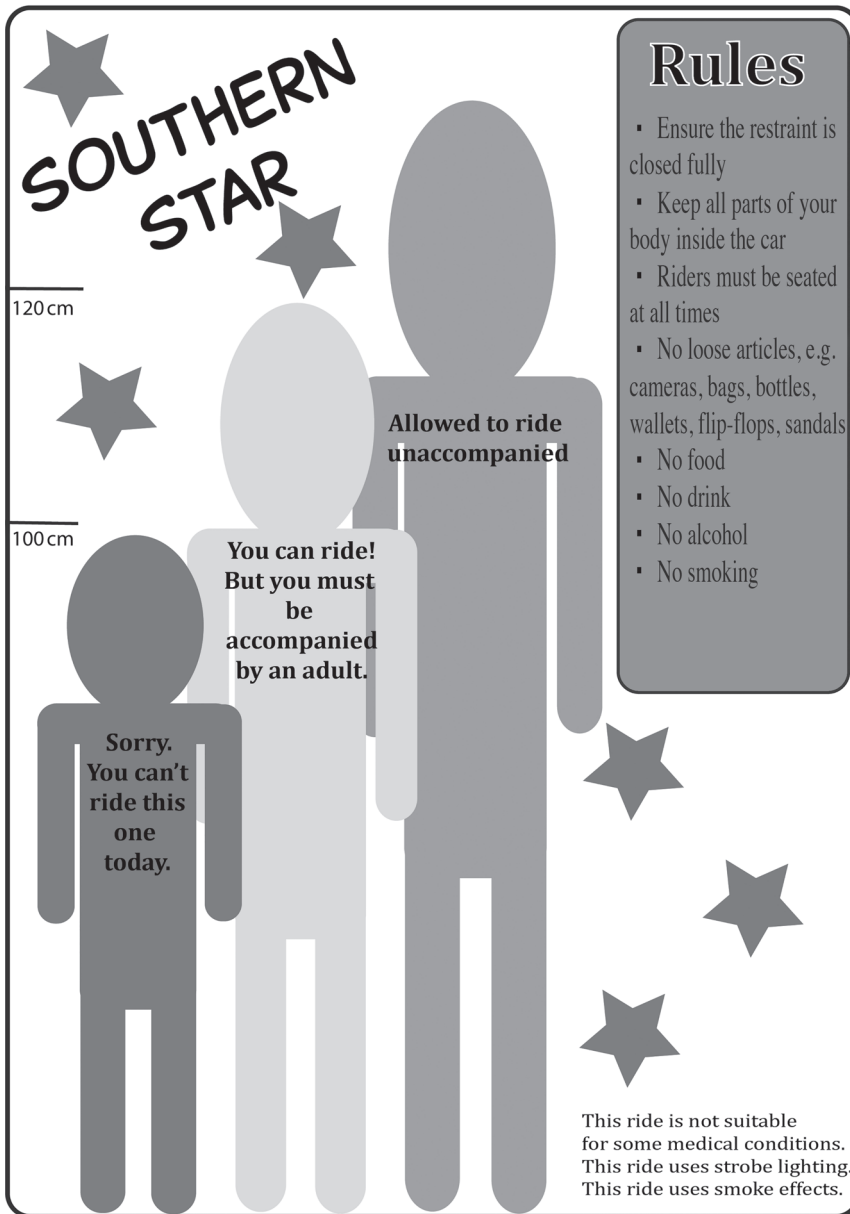 SOUTHERN
STAR
120 cm
100 cm
Allowed to ride
unaccompanied
You can ride!
But you must
be
accompanied
by an adult.
Sorry.
You can’t
ride this
one
today.
Rules
▪ Ensure the restraint is
closed fully
▪ Keep all parts of your
body inside the car
▪ Riders must be seated
at all times
▪ No loose articles, e.g.
cameras, bags, bottles,
wallets, flip-flops, sandals
▪ No food
▪ No drink
▪ No alcohol
▪ No smoking
This ride is not suitable
for some medical conditions.
This ride uses strobe lighting.
This ride uses smoke effects.